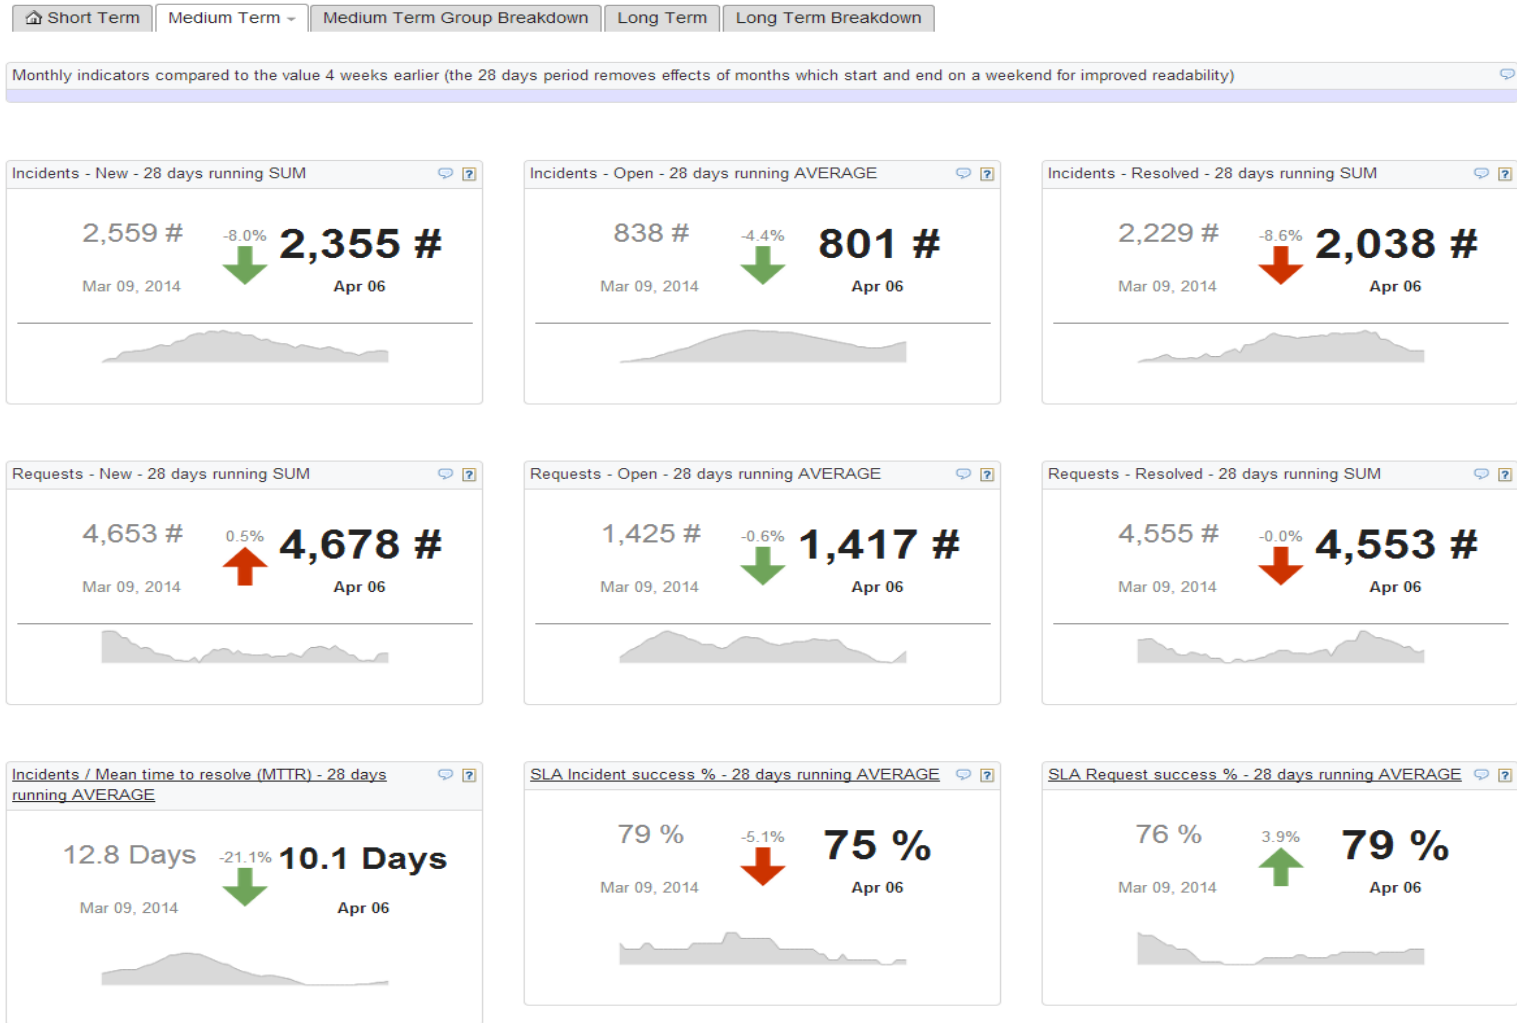 Short Term
Medium Term
Medium Term Group Breakdown
Long Term
Long Term Breakdown
Monthly indicators compared to the value 4 weeks earlier (the 28 days period removes effects of months which start and end on a weekend for improved readability)
Incidents - New - 28 days running SUM
2,559 #
-8.0%
2,355 #
Mar 09, 2014
Apr 06
Incidents - Open - 28 days running AVERAGE
838 #
-4.4%
801 #
Mar 09, 2014
Apr 06
Incidents - Resolved - 28 days running SUM
2,229 #
-8.6%
2,038 #
Mar 09, 2014
Apr 06
Requests - New - 28 days running SUM
4,653 #
0.5%
4,678 #
Mar 09, 2014
Apr 06
Requests - Open - 28 days running AVERAGE
1,425 #
-0.6%
1,417 #
Mar 09, 2014
Apr 06
Requests - Resolved - 28 days running SUM
4,555 #
-0.0%
4,553 #
Mar 09, 2014
Apr 06
Incidents / Mean time to resolve (MTTR) - 28 days
running AVERAGE
12.8 Days
-21.1%
10.1 Days
Mar 09, 2014
Apr 06
SLA Incident success % - 28 days running AVERAGE
79 %
-5.1%
75 %
Mar 09, 2014
Apr 06
SLA Request success % - 28 days running AVERAGE
76 %
3.9%
79 %
Mar 09, 2014
Apr 06